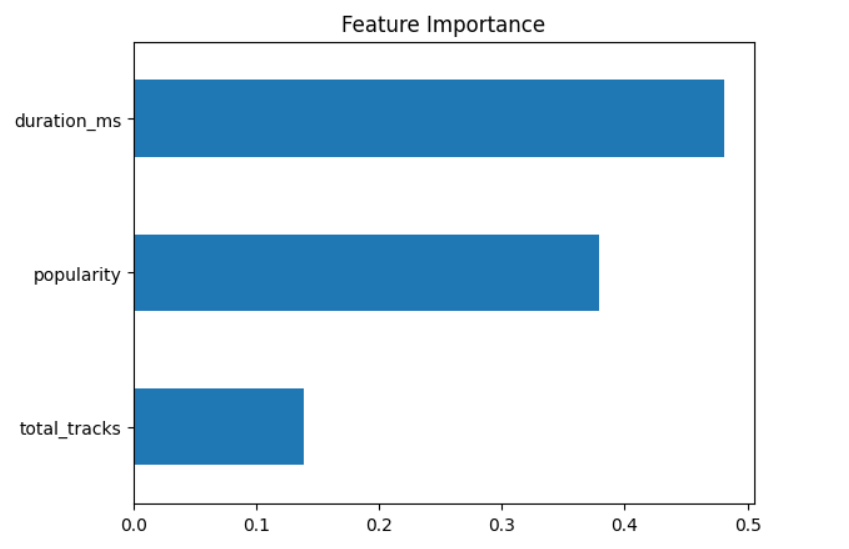 Feature Importance
duration_ms
popularity
total_tracks
0.0 0.1 0.2 0.3 0.4 0.5